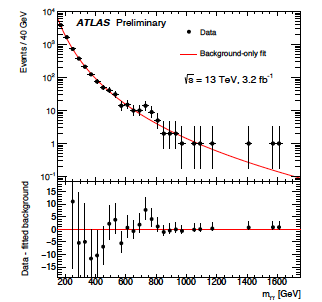 ATLAS Preliminary
Data
Background-only fit
√s = 13 TeV, 3.2 fb⁻¹
Events / 40 GeV
10⁴
10³
10²
10
1
10⁻¹
Data - fitted background
15
10
5
0
−5
−10
−15
200 400 600 800 1000 1200 1400 1600
mγγ [GeV]